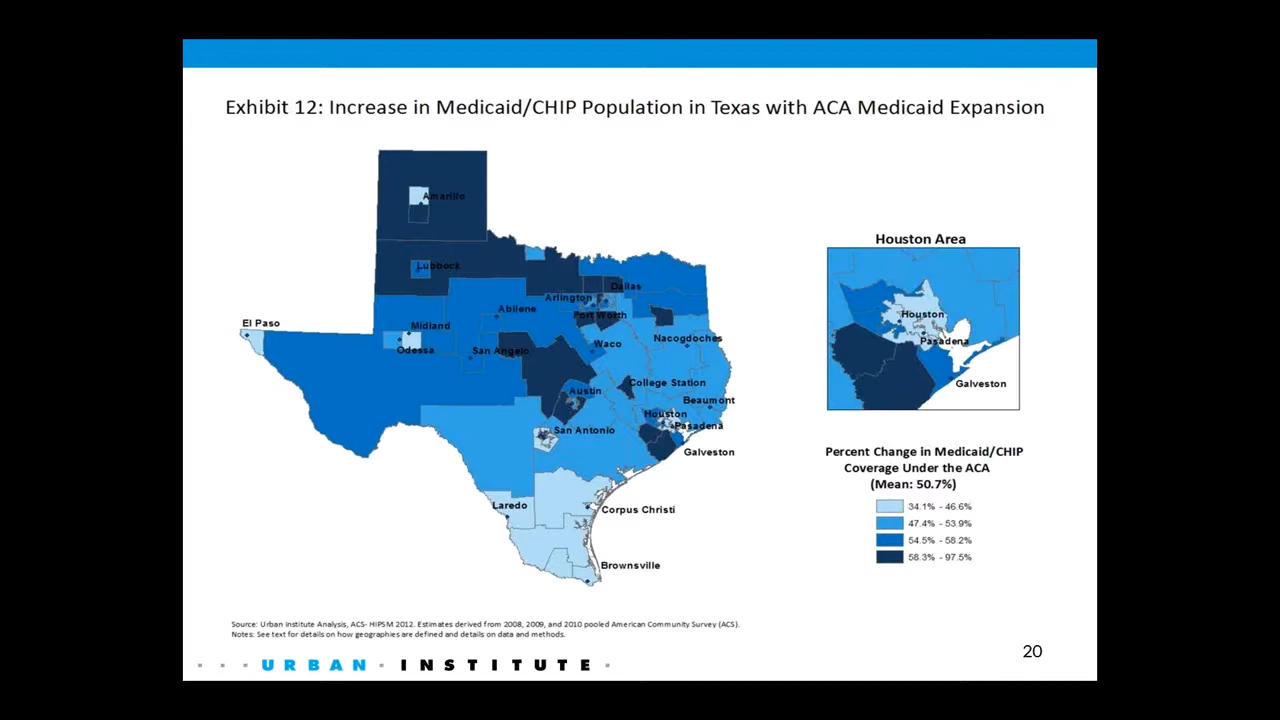 Exhibit 12: Increase in Medicaid/CHIP Population in Texas with ACA Medicaid Expansion
Amarillo
Lubbock
Dallas
Arlington
Abilene
Fort Worth
El Paso
Midland
Odessa
San Angelo
Waco
Nacogdoches
College Station
Austin
Beaumont
Houston
Pasadena
San Antonio
Galveston
Laredo
Corpus Christi
Brownsville
Houston Area
Houston
Pasadena
Galveston
Percent Change in Medicaid/CHIP
Coverage Under the ACA
(Mean: 50.7%)
34.1% - 46.6%
47.4% - 53.9%
54.5% - 58.2%
58.3% - 97.5%
Source: Urban Institute Analysis, ACS- HIPSM 2012. Estimates derived from 2008, 2009, and 2010 pooled American Community Survey (ACS).
Notes: See text for details on how geographies are defined and details on data and methods.
URBAN INSTITUTE
20